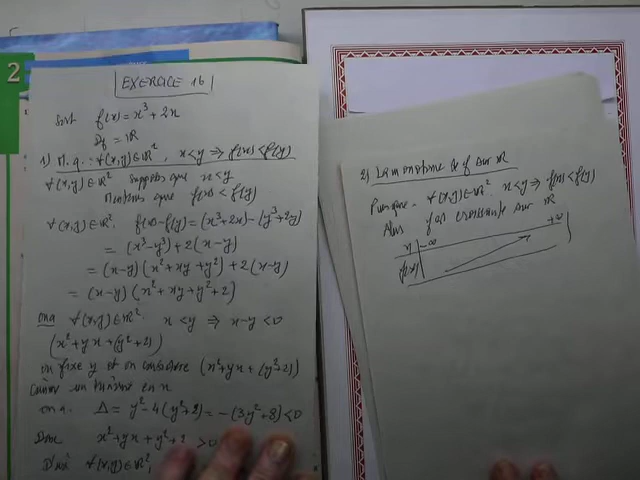 2
EXERCICE 16
Soit f(x) = x³ + 2x
Df = ℝ
1) M.q : ∀(x,y)∈ℝ², x<y ⇒ f(x)<f(y)
∀(x,y)∈ℝ² supposons que x<y
Montrons que f(x)<f(y)
∀(x,y)∈ℝ² f(x)-f(y) = (x³+2x)-(y³+2y)
= (x³-y³)+2(x-y)
= (x-y)(x²+xy+y²)+2(x-y)
= (x-y)(x²+xy+y²+2)
ona ∀(x,y)∈ℝ² x<y ⇒ x-y<0
(x²+yx+(y²+2))
on fixe y et on considère (x²+yx+(y²+2))
comme un trinôme en x
on a Δ = y²-4(y²+2) = -(3y²+8)<0
Donc x²+yx+y²+2 >0
D'où ∀(x,y)∈ℝ²,
2) La monotonie de f sur ℝ
Puisque ∀(x,y)∈ℝ² x<y ⇒ f(x)<f(y)
Alors f est croissante sur ℝ
x -∞ +∞
f(x)